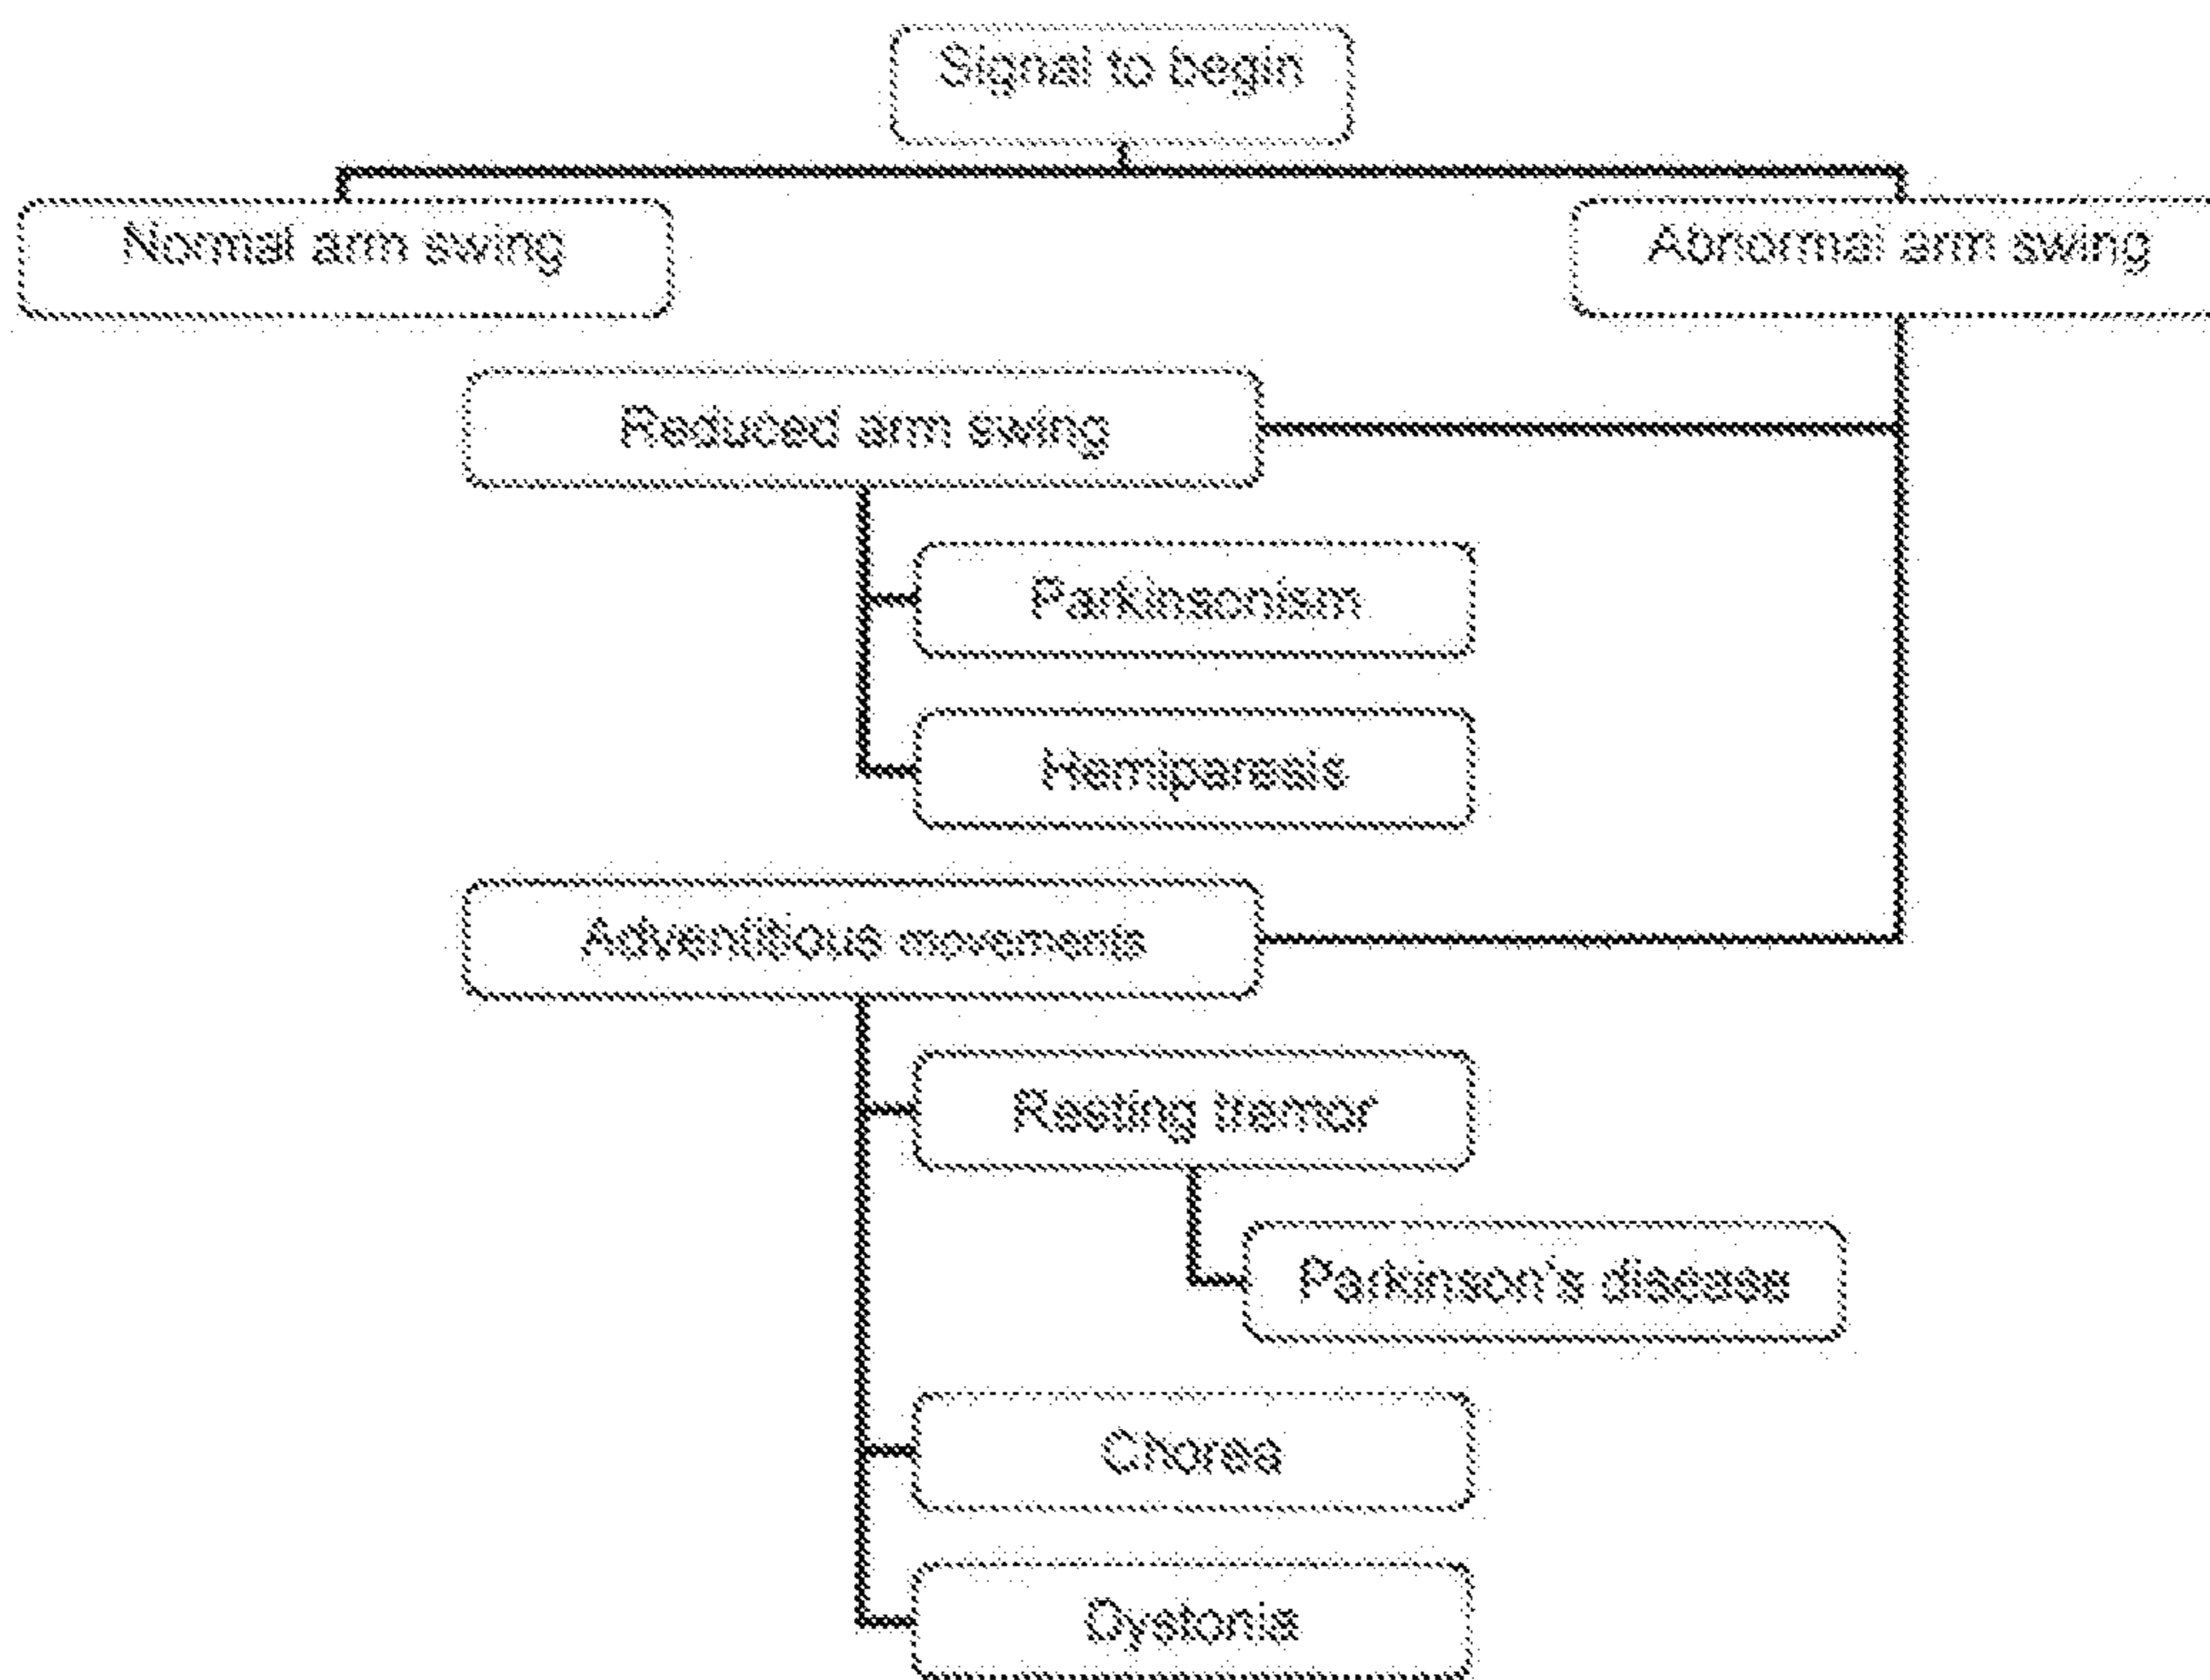 Signal to begin
Normal arm swing
Abnormal arm swing
Reduced arm swing
Parkinsonism
Hemiparesis
Adventitious movements
Resting tremor
Parkinson's disease
Chorea
Dystonia